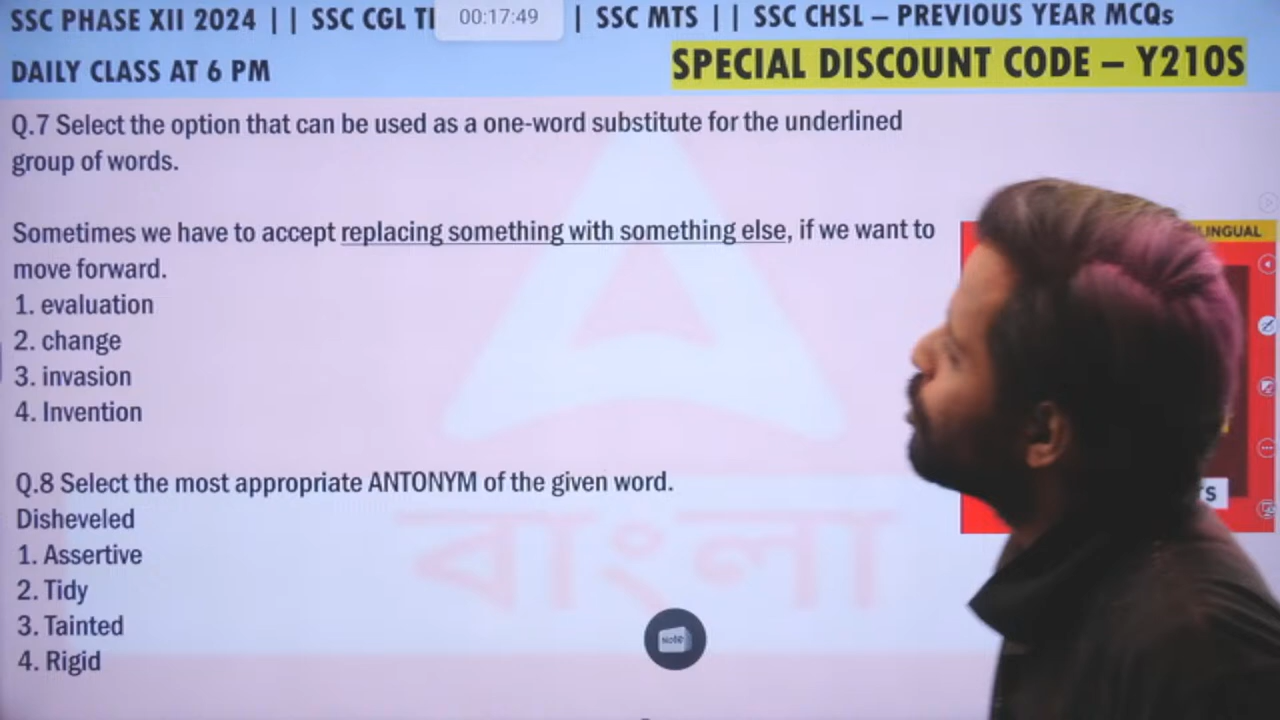 SSC PHASE XII 2024 || SSC CGL TI 00:17:49 | SSC MTS || SSC CHSL – PREVIOUS YEAR MCQs
DAILY CLASS AT 6 PM
SPECIAL DISCOUNT CODE – Y210S
Q.7 Select the option that can be used as a one-word substitute for the underlined
group of words.
Sometimes we have to accept replacing something with something else, if we want to
move forward.
1. evaluation
2. change
3. invasion
4. Invention
Q.8 Select the most appropriate ANTONYM of the given word.
Disheveled
1. Assertive
2. Tidy
3. Tainted
4. Rigid
বাংলা
Note
LINGUAL